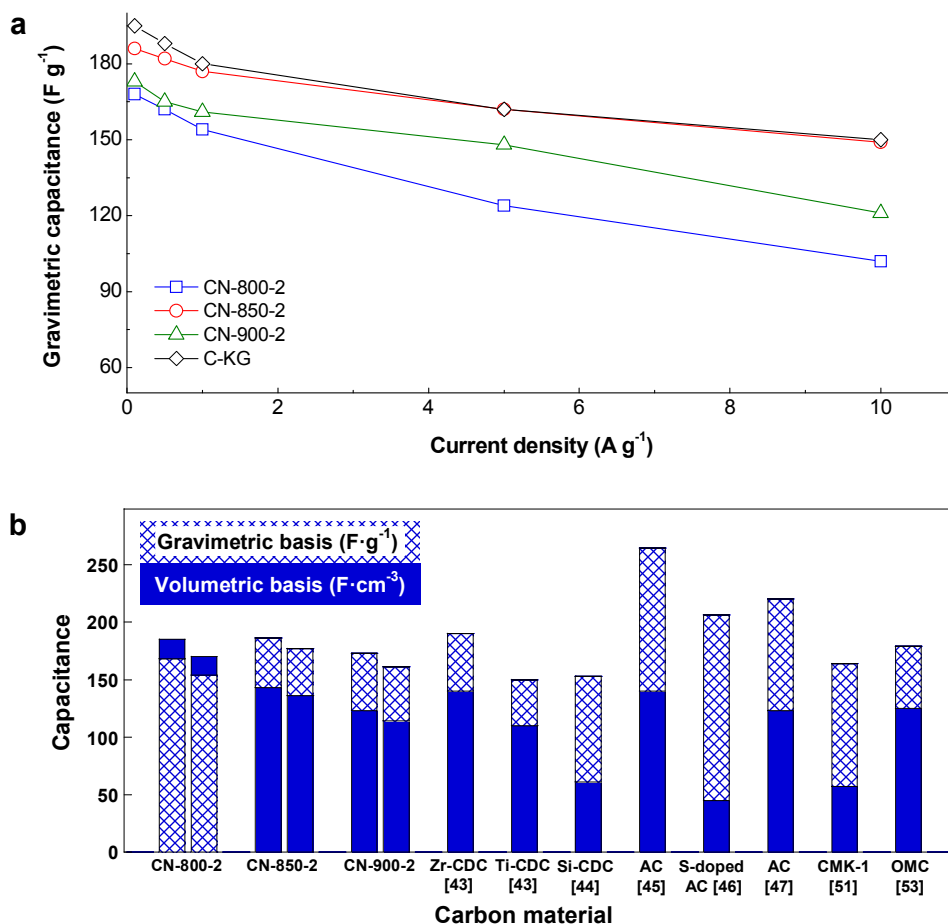 a
Gravimetric capacitance (F g⁻¹)
180
150
120
90
60
CN-800-2
CN-850-2
CN-900-2
C-KG
0 2 4 6 8 10
Current density (A g⁻¹)
b
Gravimetric basis (F·g⁻¹)
Volumetric basis (F·cm⁻³)
Capacitance
250
200
150
100
50
0
CN-800-2 CN-850-2 CN-900-2 Zr-CDC Ti-CDC Si-CDC AC S-doped AC CMK-1 OMC
[43] [43] [44] [45] AC [46] [47] [51] [53]
Carbon material